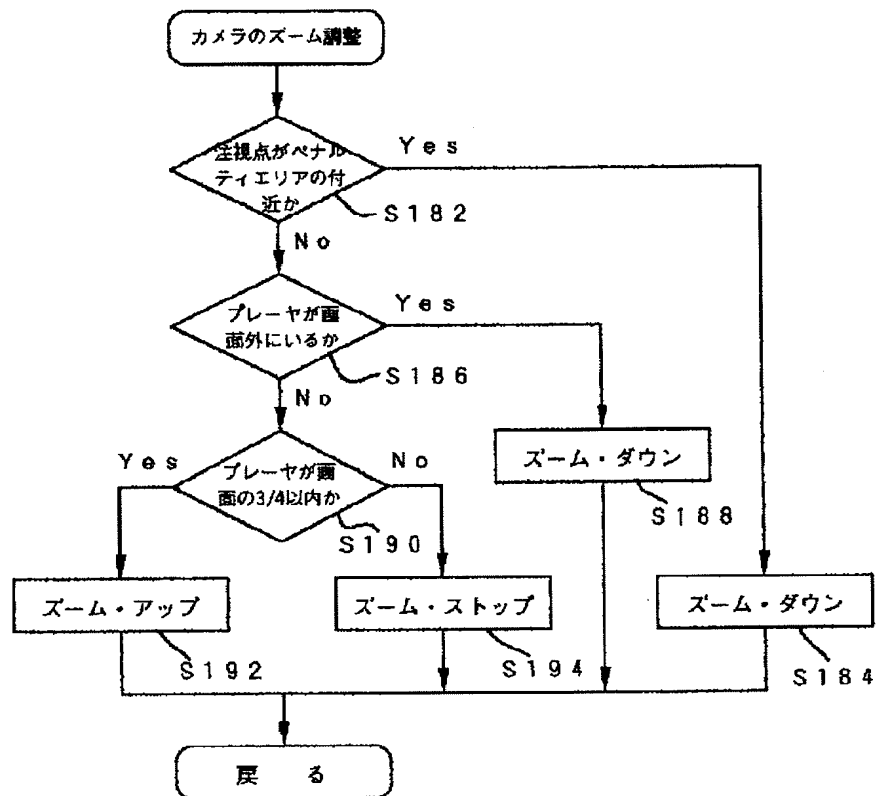 カメラのズーム調整
注視点がペナル
ティエリアの付
近か
Yes
S182
No
プレーヤが画
面外にいるか
Yes
S186
No
プレーヤが画
面の3/4以内か
Yes
No
S190
ズーム・ダウン
S188
ズーム・アップ
S192
ズーム・ストップ
S194
ズーム・ダウン
S184
戻る